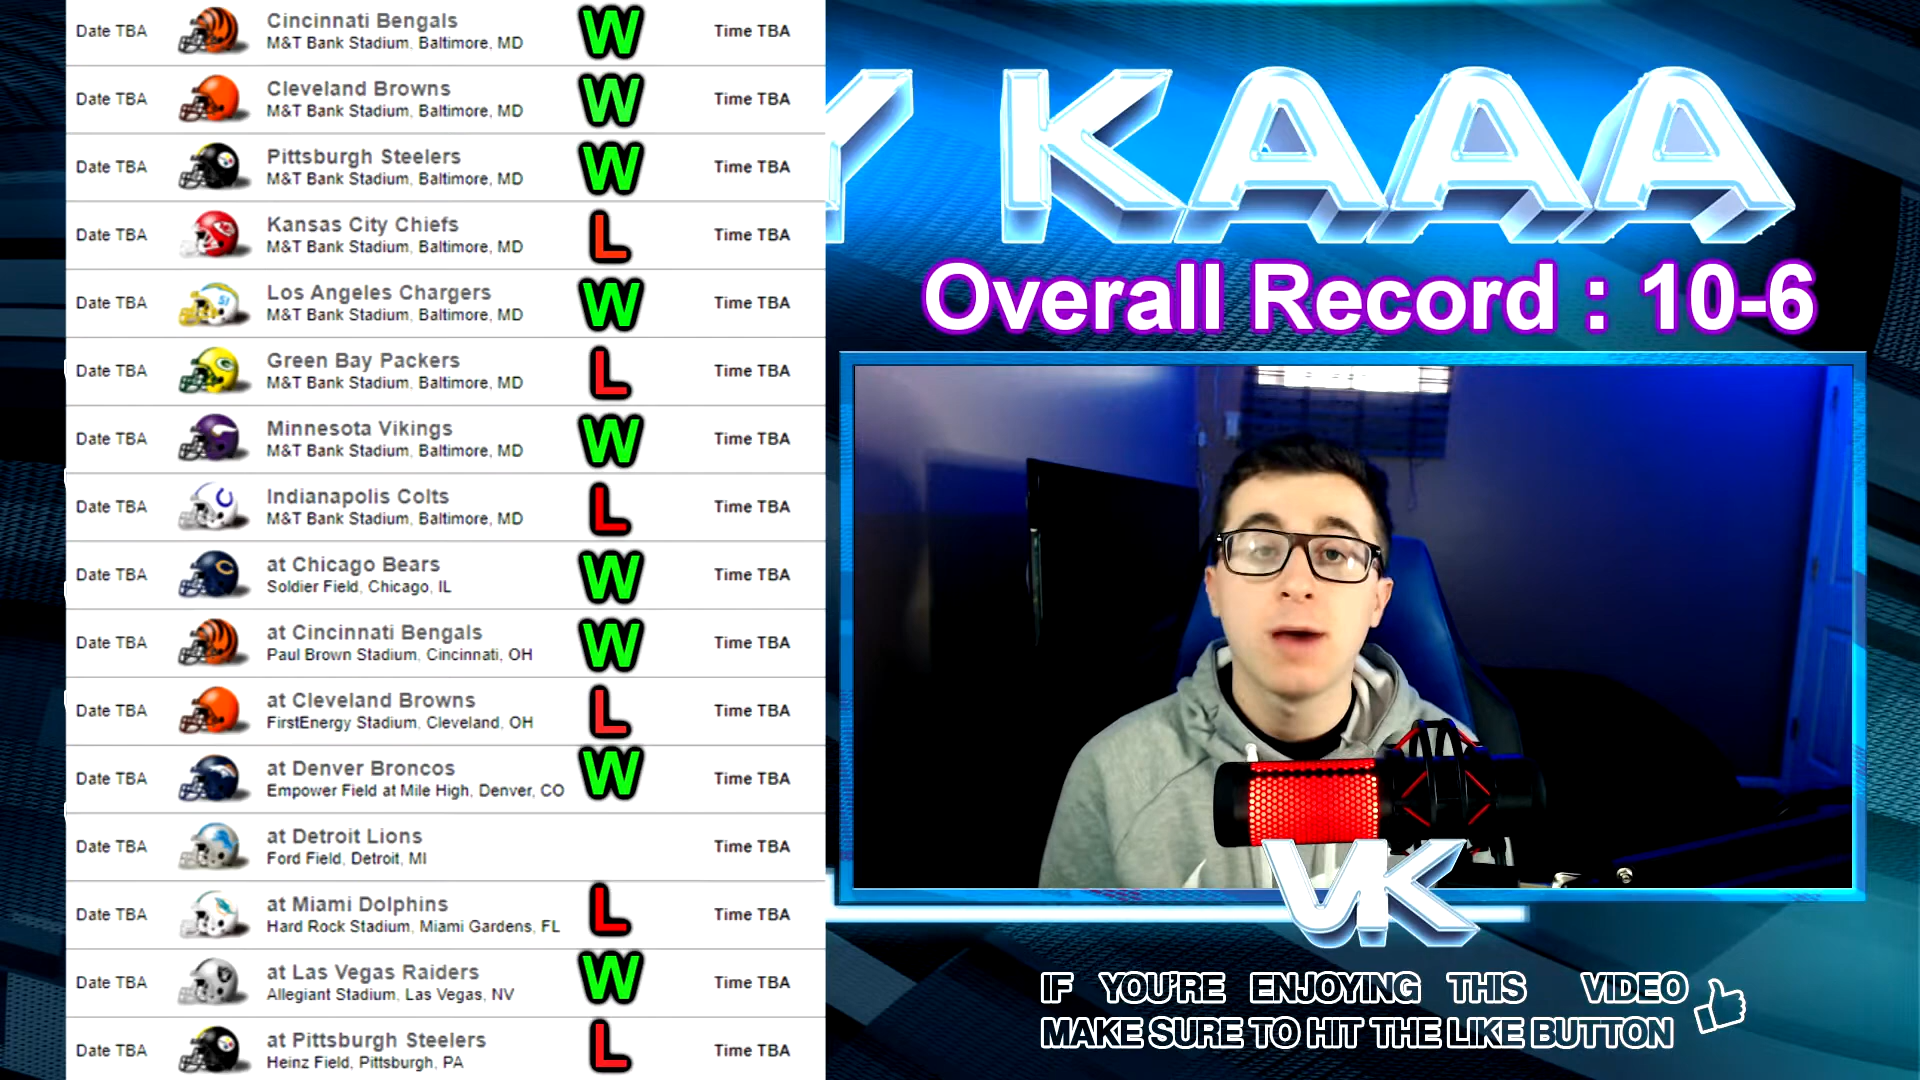 Date TBA Cincinnati Bengals W Time TBA
M&T Bank Stadium, Baltimore, MD
Date TBA Cleveland Browns W Time TBA
M&T Bank Stadium, Baltimore, MD
Date TBA Pittsburgh Steelers W Time TBA
M&T Bank Stadium, Baltimore, MD
Date TBA Kansas City Chiefs L Time TBA
M&T Bank Stadium, Baltimore, MD
Date TBA Los Angeles Chargers W Time TBA
M&T Bank Stadium, Baltimore, MD
Date TBA Green Bay Packers L Time TBA
M&T Bank Stadium, Baltimore, MD
Date TBA Minnesota Vikings W Time TBA
M&T Bank Stadium, Baltimore, MD
Date TBA Indianapolis Colts L Time TBA
M&T Bank Stadium, Baltimore, MD
Date TBA at Chicago Bears W Time TBA
Soldier Field, Chicago, IL
Date TBA at Cincinnati Bengals W Time TBA
Paul Brown Stadium, Cincinnati, OH
Date TBA at Cleveland Browns L Time TBA
FirstEnergy Stadium, Cleveland, OH
Date TBA at Denver Broncos W Time TBA
Empower Field at Mile High, Denver, CO
Date TBA at Detroit Lions Time TBA
Ford Field, Detroit, MI
Date TBA at Miami Dolphins L Time TBA
Hard Rock Stadium, Miami Gardens, FL
Date TBA at Las Vegas Raiders W Time TBA
Allegiant Stadium, Las Vegas, NV
Date TBA at Pittsburgh Steelers L Time TBA
Heinz Field, Pittsburgh, PA
Y KAAA
Overall Record : 10-6
VK
IF YOU'RE ENJOYING THIS VIDEO
MAKE SURE TO HIT THE LIKE BUTTON